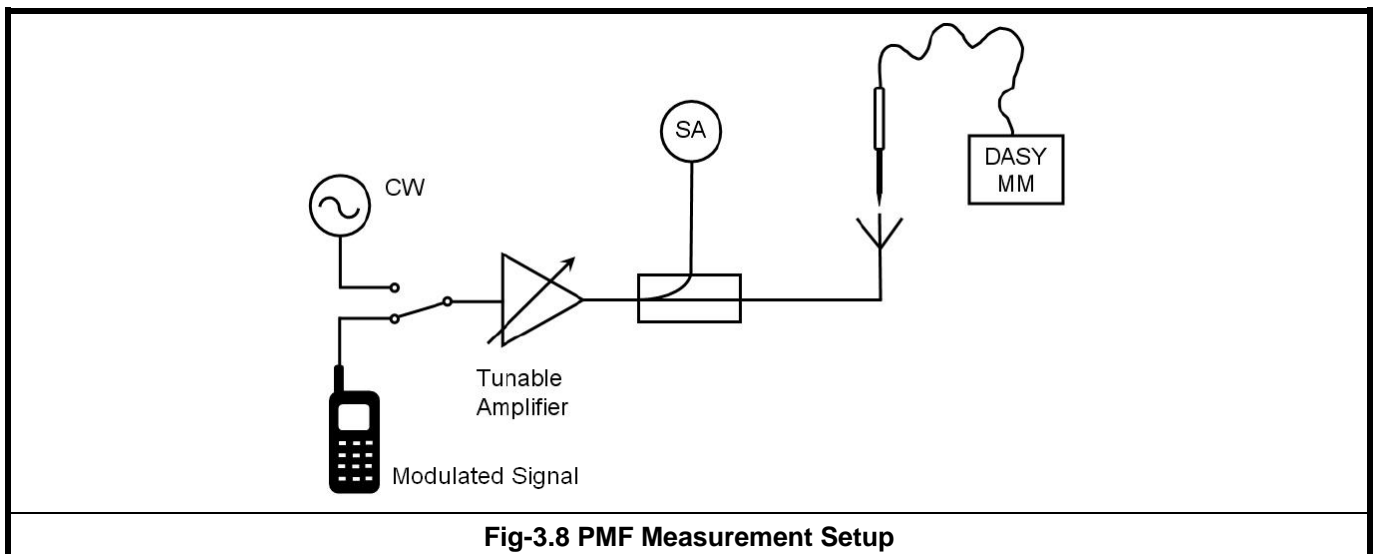 SA
DASY
MM
CW
Tunable
Amplifier
Modulated Signal
Fig-3.8 PMF Measurement Setup